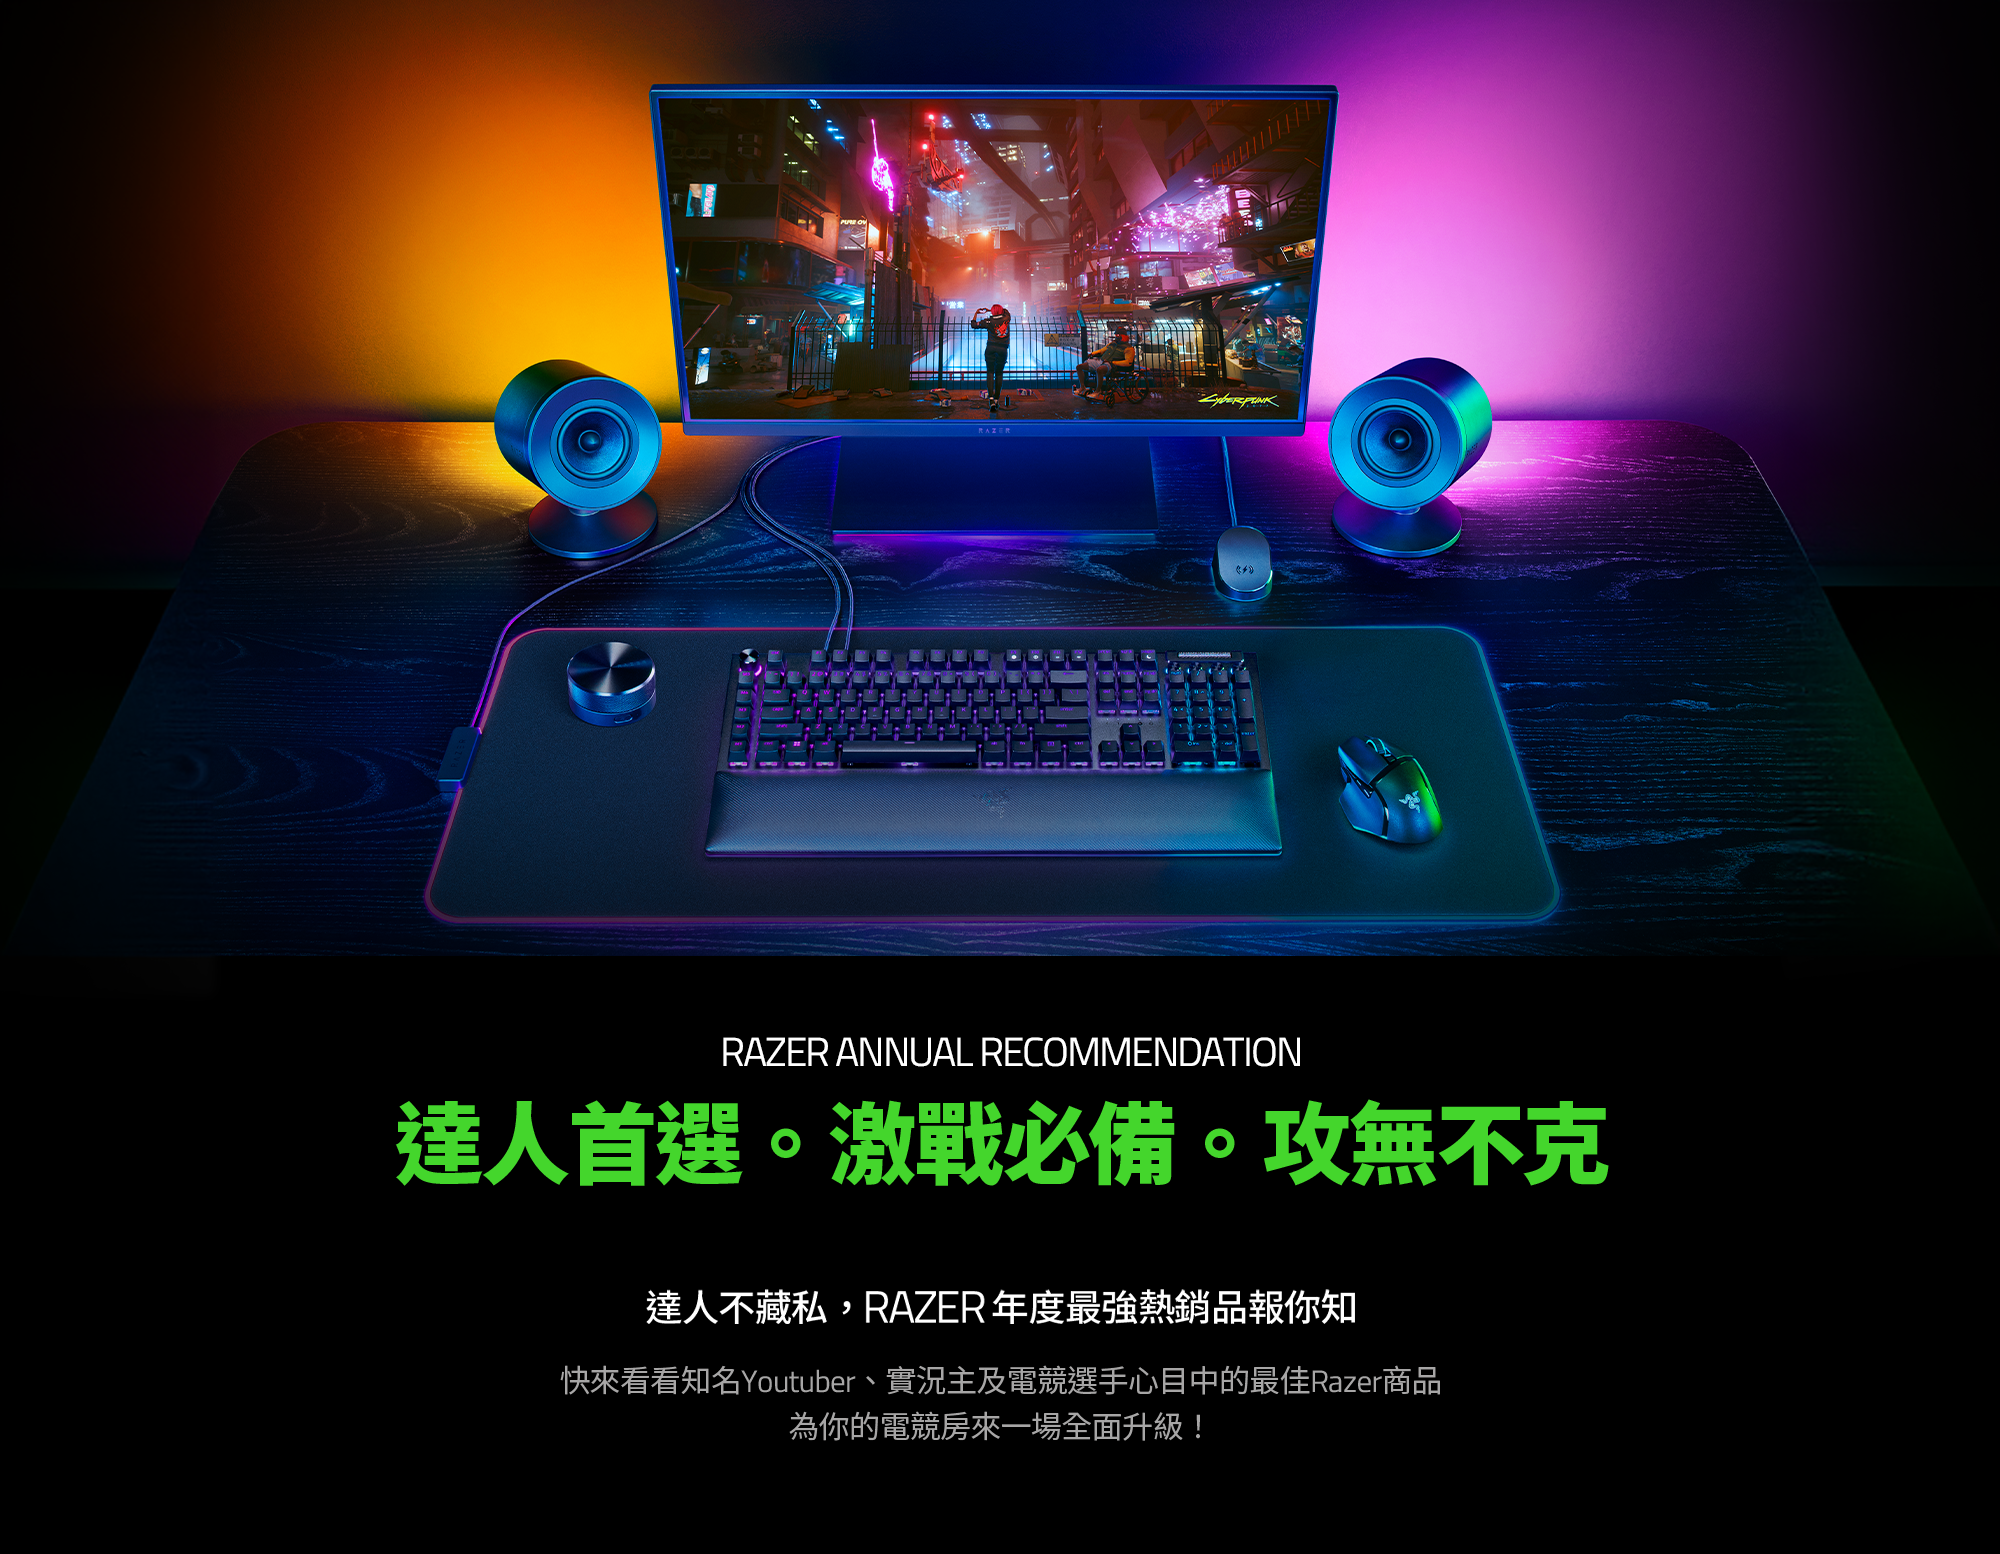 CYBERPUNK
RAZER
RAZER ANNUAL RECOMMENDATION
達人首選。激戰必備。攻無不克
達人不藏私，RAZER 年度最強熱銷品報你知
快來看看知名Youtuber、實況主及電競選手心目中的最佳Razer商品
為你的電競房來一場全面升級！